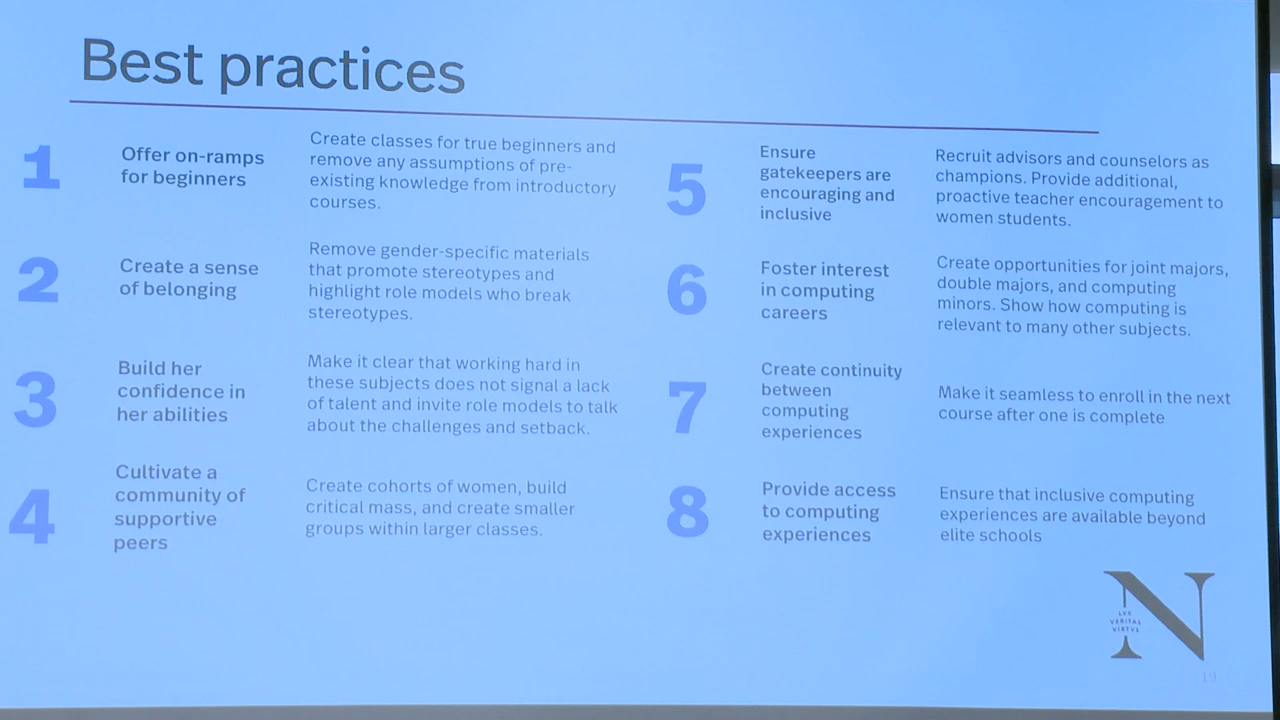 Best practices
1
Offer on-ramps
for beginners
Create classes for true beginners and
remove any assumptions of pre-
existing knowledge from introductory
courses.
2
Create a sense
of belonging
Remove gender-specific materials
that promote stereotypes and
highlight role models who break
stereotypes.
3
Build her
confidence in
her abilities
Make it clear that working hard in
these subjects does not signal a lack
of talent and invite role models to talk
about the challenges and setback.
4
Cultivate a
community of
supportive
peers
Create cohorts of women, build
critical mass, and create smaller
groups within larger classes.
5
Ensure
gatekeepers are
encouraging and
inclusive
Recruit advisors and counselors as
champions. Provide additional,
proactive teacher encouragement to
women students.
6
Foster interest
in computing
careers
Create opportunities for joint majors,
double majors, and computing
minors. Show how computing is
relevant to many other subjects.
7
Create continuity
between
computing
experiences
Make it seamless to enroll in the next
course after one is complete
8
Provide access
to computing
experiences
Ensure that inclusive computing
experiences are available beyond
elite schools
N
LVX
VERITAS
VIRTVS
19